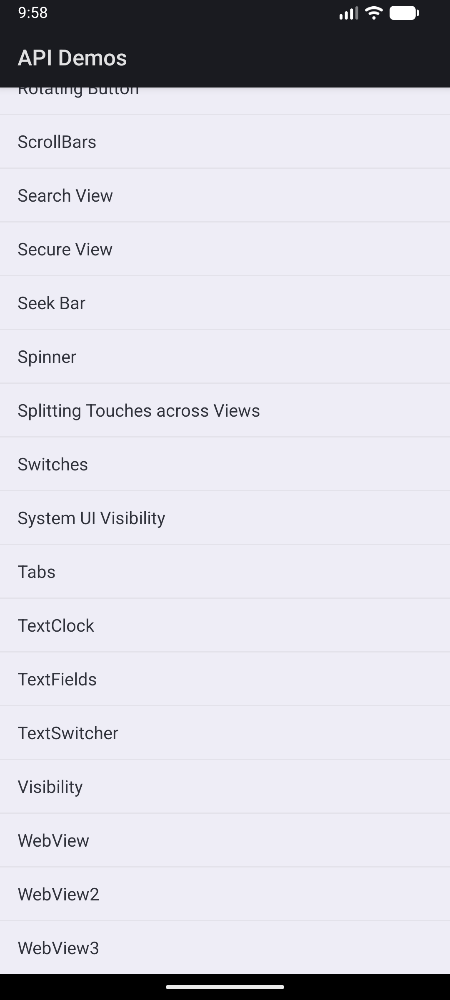 9:58
API Demos
Rotating Button
ScrollBars
Search View
Secure View
Seek Bar
Spinner
Splitting Touches across Views
Switches
System UI Visibility
Tabs
TextClock
TextFields
TextSwitcher
Visibility
WebView
WebView2
WebView3